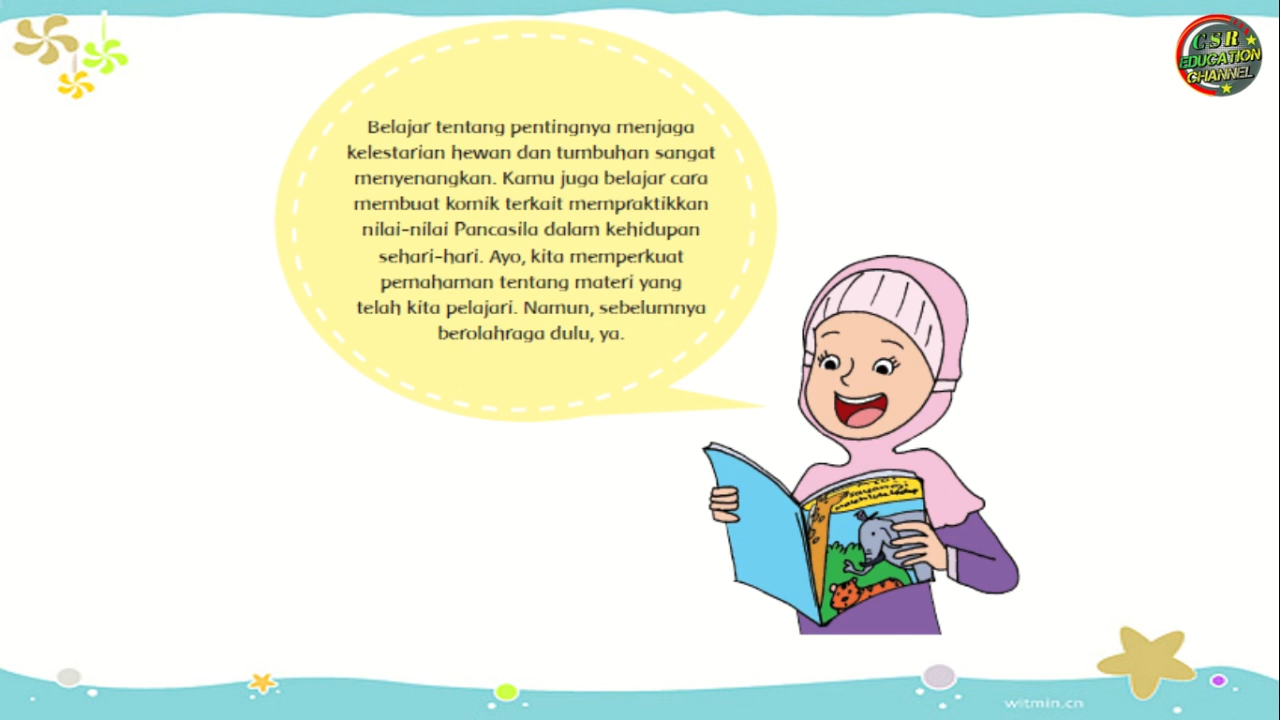 Belajar tentang pentingnya menjaga
kelestarian hewan dan tumbuhan sangat
menyenangkan. Kamu juga belajar cara
membuat komik terkait mempraktikkan
nilai-nilai Pancasila dalam kehidupan
sehari-hari. Ayo, kita memperkuat
pemahaman tentang materi yang
telah kita pelajari. Namun, sebelumnya
berolahraga dulu, ya.
GSR
EDUCATION
CHANNEL
witmin.cn